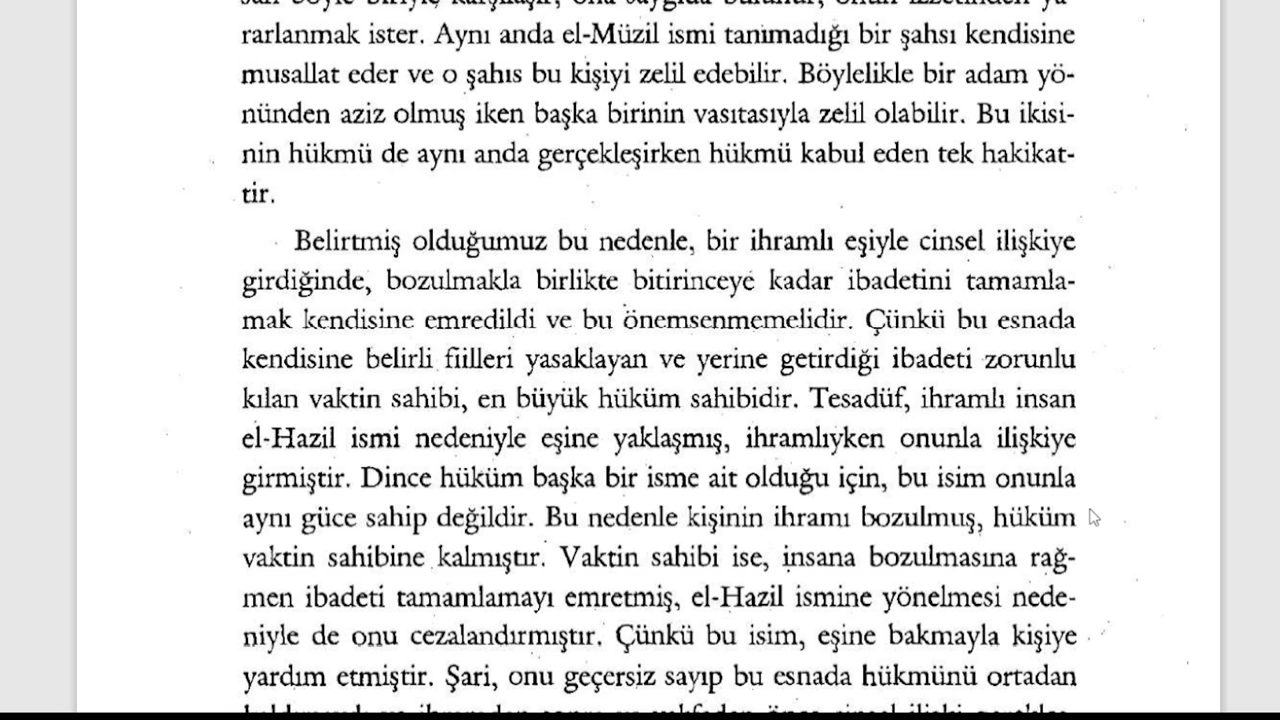 rarlanmak ister. Aynı anda el-Müzil ismi tanımadığı bir şahsı kendisine
musallat eder ve o şahıs bu kişiyi zelil edebilir. Böylelikle bir adam yö-
nünden aziz olmuş iken başka birinin vasıtasıyla zelil olabilir. Bu ikisi-
nin hükmü de aynı anda gerçekleşirken hükmü kabul eden tek hakikat-
tir.
Belirtmiş olduğumuz bu nedenle, bir ihramlı eşiyle cinsel ilişkiye
girdiğinde, bozulmakla birlikte bitirinceye kadar ibadetini tamamla-
mak kendisine emredildi ve bu önemsenmemelidir. Çünkü bu esnada
kendisine belirli fiilleri yasaklayan ve yerine getirdiği ibadeti zorunlu
kılan vaktin sahibi, en büyük hüküm sahibidir. Tesadüf, ihramlı insan
el-Hazil ismi nedeniyle eşine yaklaşmış, ihramlıyken onunla ilişkiye
girmiştir. Dince hüküm başka bir isme ait olduğu için, bu isim onunla
aynı güce sahip değildir. Bu nedenle kişinin ihramı bozulmuş, hüküm
vaktin sahibine kalmıştır. Vaktin sahibi ise, insana bozulmasına rağ-
men ibadeti tamamlamayı emretmiş, el-Hazil ismine yönelmesi nede-
niyle de onu cezalandırmıştır. Çünkü bu isim, eşine bakmayla kişiye
yardım etmiştir. Şari, onu geçersiz sayıp bu esnada hükmünü ortadan